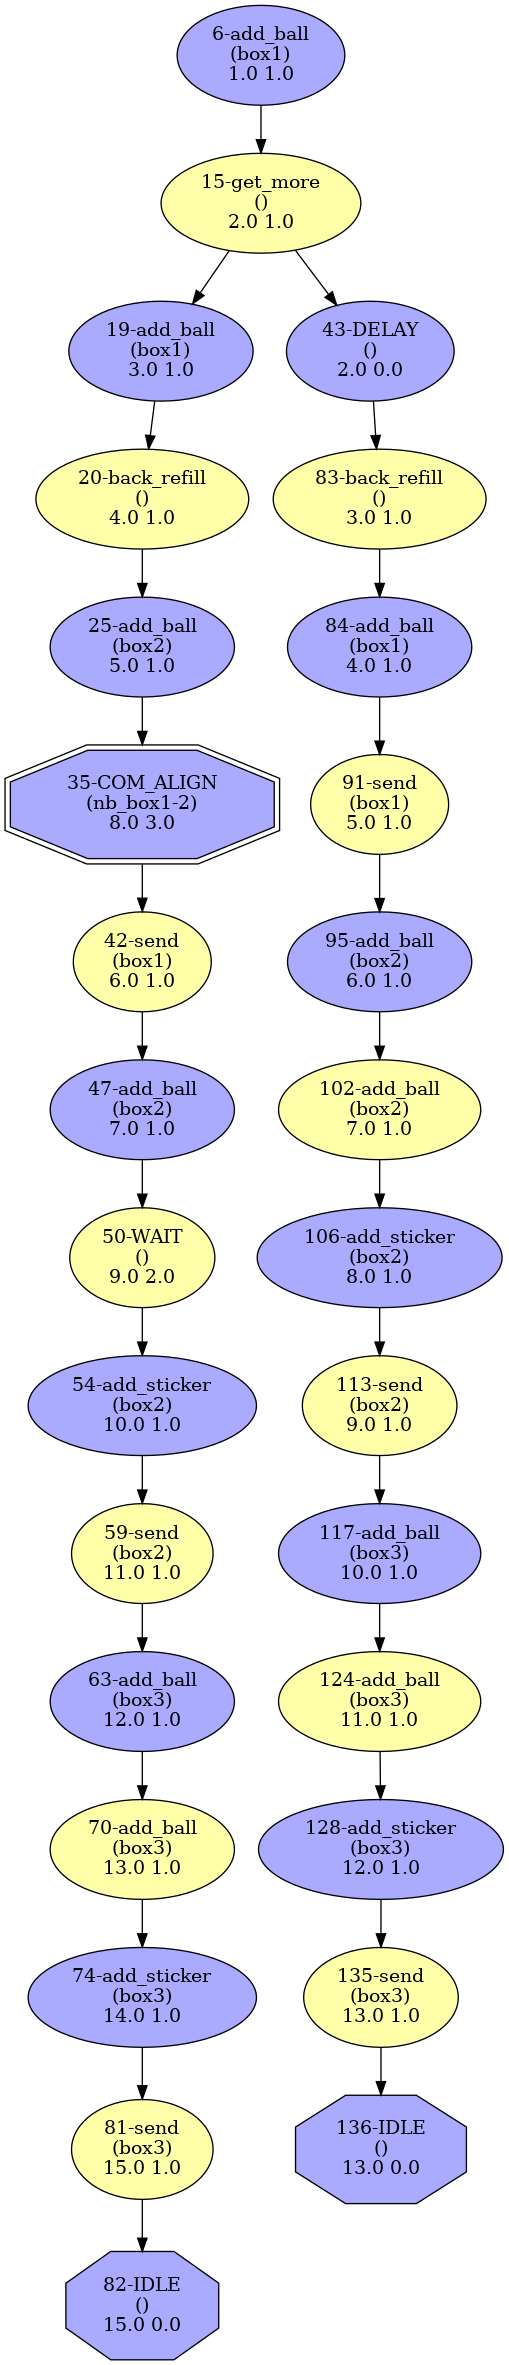 6-add_ball
(box1)
1.0 1.0
15-get_more
()
2.0 1.0
19-add_ball
(box1)
3.0 1.0
43-DELAY
()
2.0 0.0
20-back_refill
()
4.0 1.0
83-back_refill
()
3.0 1.0
25-add_ball
(box2)
5.0 1.0
84-add_ball
(box1)
4.0 1.0
35-COM_ALIGN
(nb_box1-2)
8.0 3.0
91-send
(box1)
5.0 1.0
42-send
(box1)
6.0 1.0
95-add_ball
(box2)
6.0 1.0
47-add_ball
(box2)
7.0 1.0
102-add_ball
(box2)
7.0 1.0
50-WAIT
()
9.0 2.0
106-add_sticker
(box2)
8.0 1.0
54-add_sticker
(box2)
10.0 1.0
113-send
(box2)
9.0 1.0
59-send
(box2)
11.0 1.0
117-add_ball
(box3)
10.0 1.0
63-add_ball
(box3)
12.0 1.0
124-add_ball
(box3)
11.0 1.0
70-add_ball
(box3)
13.0 1.0
128-add_sticker
(box3)
12.0 1.0
74-add_sticker
(box3)
14.0 1.0
135-send
(box3)
13.0 1.0
81-send
(box3)
15.0 1.0
136-IDLE
()
13.0 0.0
82-IDLE
()
15.0 0.0